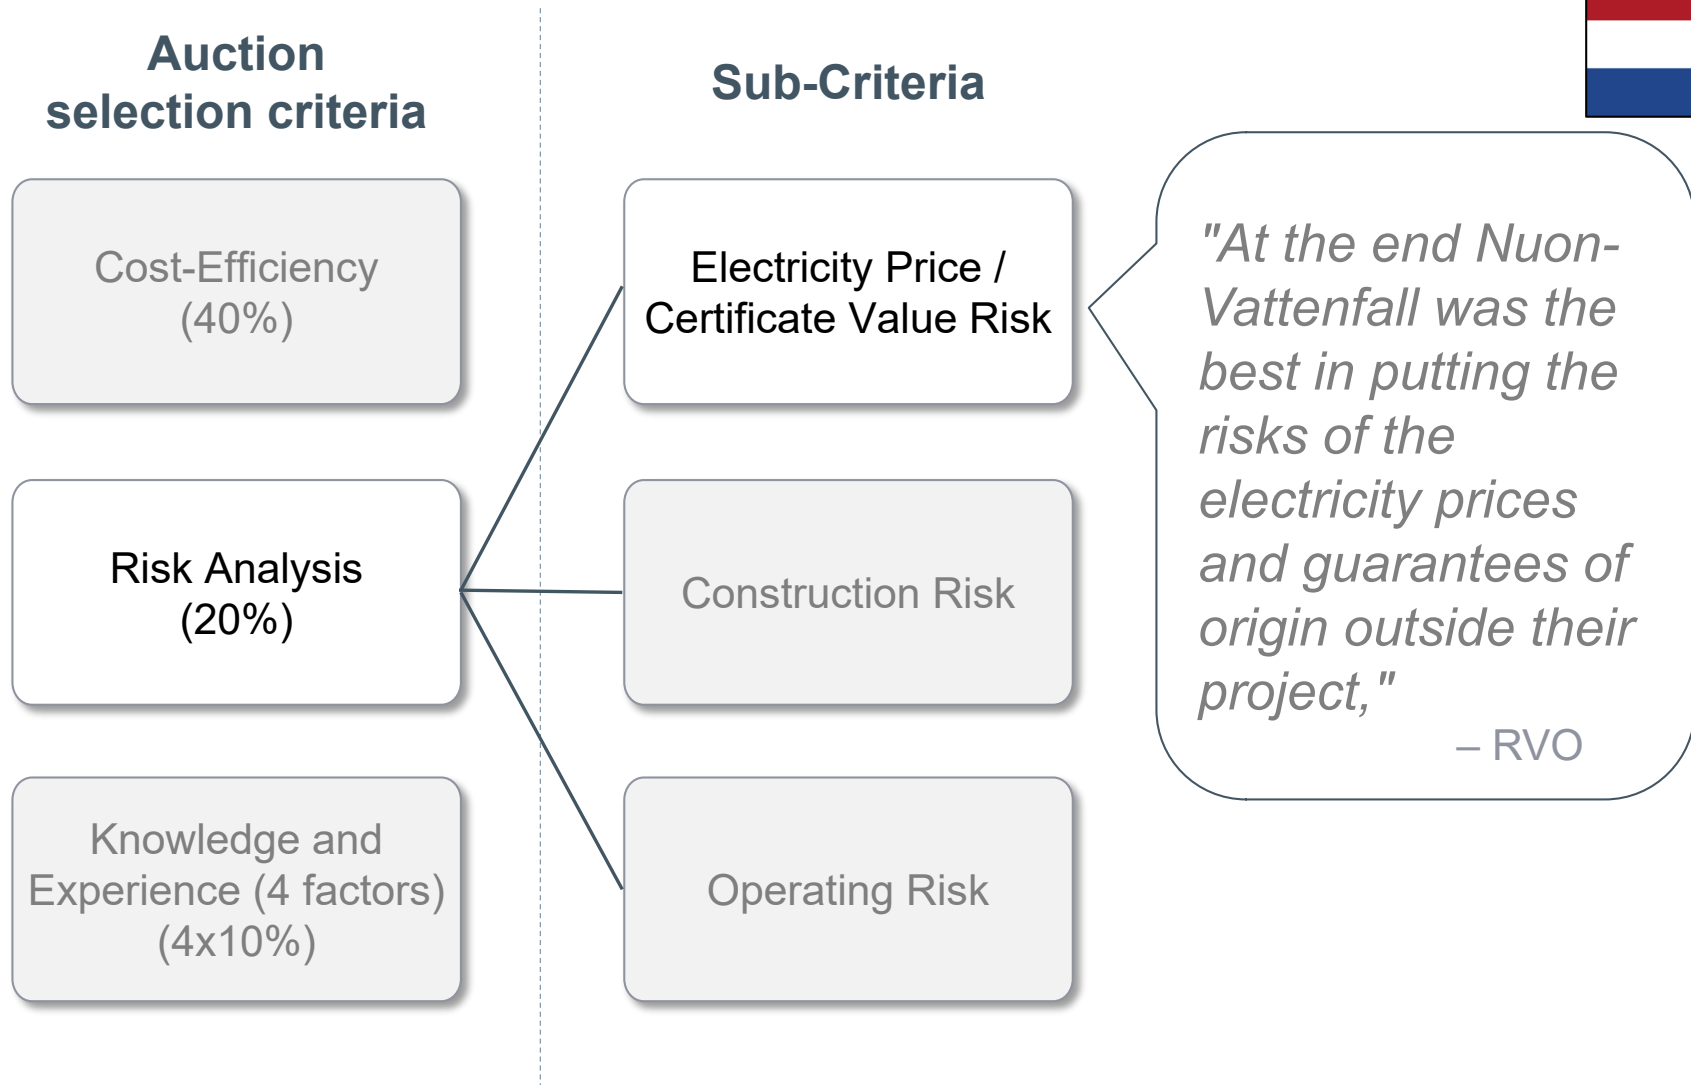 Auction
selection criteria
Sub-Criteria
Cost-Efficiency
(40%)
Risk Analysis
(20%)
Knowledge and
Experience (4 factors)
(4x10%)
Electricity Price /
Certificate Value Risk
Construction Risk
Operating Risk
"At the end Nuon-
Vattenfall was the
best in putting the
risks of the
electricity prices
and guarantees of
origin outside their
project,"
– RVO